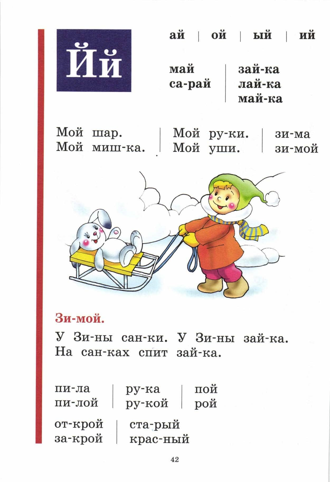 Йй
ай | ой | ый | ий
май | зай-ка
са-рай | лай-ка
май-ка
Мой шар. | Мой ру-ки. | зи-ма
Мой миш-ка. | Мой уши. | зи-мой
Зи-мой.
У Зи-ны сан-ки. У Зи-ны зай-ка.
На сан-ках спит зай-ка.
пи-ла | ру-ка | пой
пи-лой | ру-кой | рой
от-крой | ста-рый
за-крой | крас-ный
42